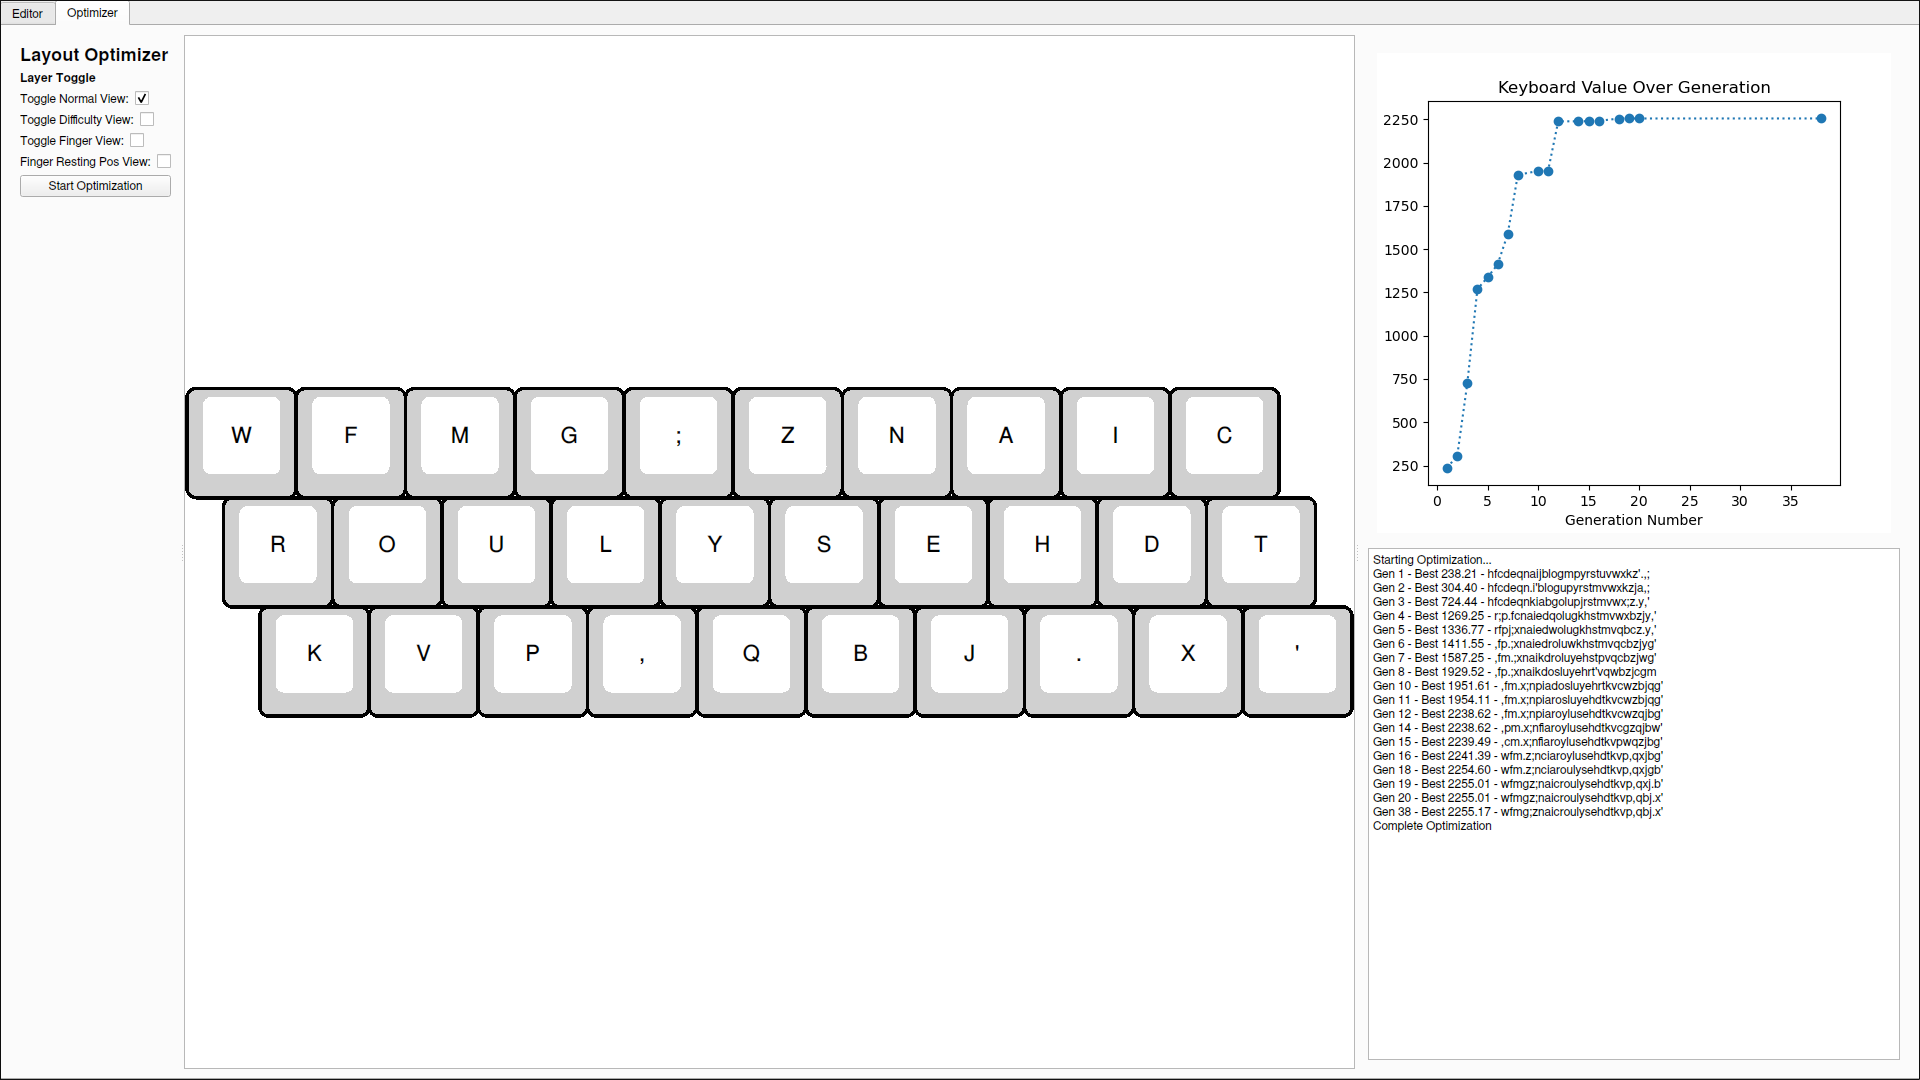 Editor Optimizer
Layout Optimizer
Layer Toggle
Toggle Normal View:
Toggle Difficulty View:
Toggle Finger View:
Finger Resting Pos View:
Start Optimization
W F M G ; Z N A I C
R O U L Y S E H D T
K V P , Q B J . X '
Keyboard Value Over Generation
2250
2000
1750
1500
1250
1000
750
500
250
0 5 10 15 20 25 30 35
Generation Number
Starting Optimization...
Gen 1 - Best 238.21 - hfcdeqnaijblogmpyrstuvwxkz'.,;
Gen 2 - Best 304.40 - hfcdeqn.i'blogupyrstmvwxkzja,;
Gen 3 - Best 724.44 - hfcdeqnkiabgolupjrstmvwx;z.y,'
Gen 4 - Best 1269.25 - r;p.fcnaiedqolugkhstmvwxbzjy,'
Gen 5 - Best 1336.77 - rfpj;xnaiedwolugkhstmvqbcz.y,'
Gen 6 - Best 1411.55 - ,fp.;xnaiedroluwkhstmvqcbzjyg'
Gen 7 - Best 1587.25 - ,fm.;xnaikdroluyehstpvqcbzjwg'
Gen 8 - Best 1929.52 - ,fp.;xnaikdosluyehrt'vqwbzjcgm
Gen 10 - Best 1951.61 - ,fm.x;npiadosluyehrtkvcwzbjqg'
Gen 11 - Best 1954.11 - ,fm.x;npiarosluyehdtkvcwzbjqg'
Gen 12 - Best 2238.62 - ,fm.x;npiaroylusehdtkvcwzqjbg'
Gen 14 - Best 2238.62 - ,pm.x;nfiaroylusehdtkvcgzqjbw'
Gen 15 - Best 2239.49 - ,cm.x;nfiaroylusehdtkvpwqzjbg'
Gen 16 - Best 2241.39 - wfm.z;nciaroylusehdtkvp,qxjbg'
Gen 18 - Best 2254.60 - wfm.z;nciaroulysehdtkvp,qxjgb'
Gen 19 - Best 2255.01 - wfmgz;naicroulysehdtkvp,qxj.b'
Gen 20 - Best 2255.01 - wfmgz;naicroulysehdtkvp,qbj.x'
Gen 38 - Best 2255.17 - wfmg;znaicroulysehdtkvp,qbj.x'
Complete Optimization